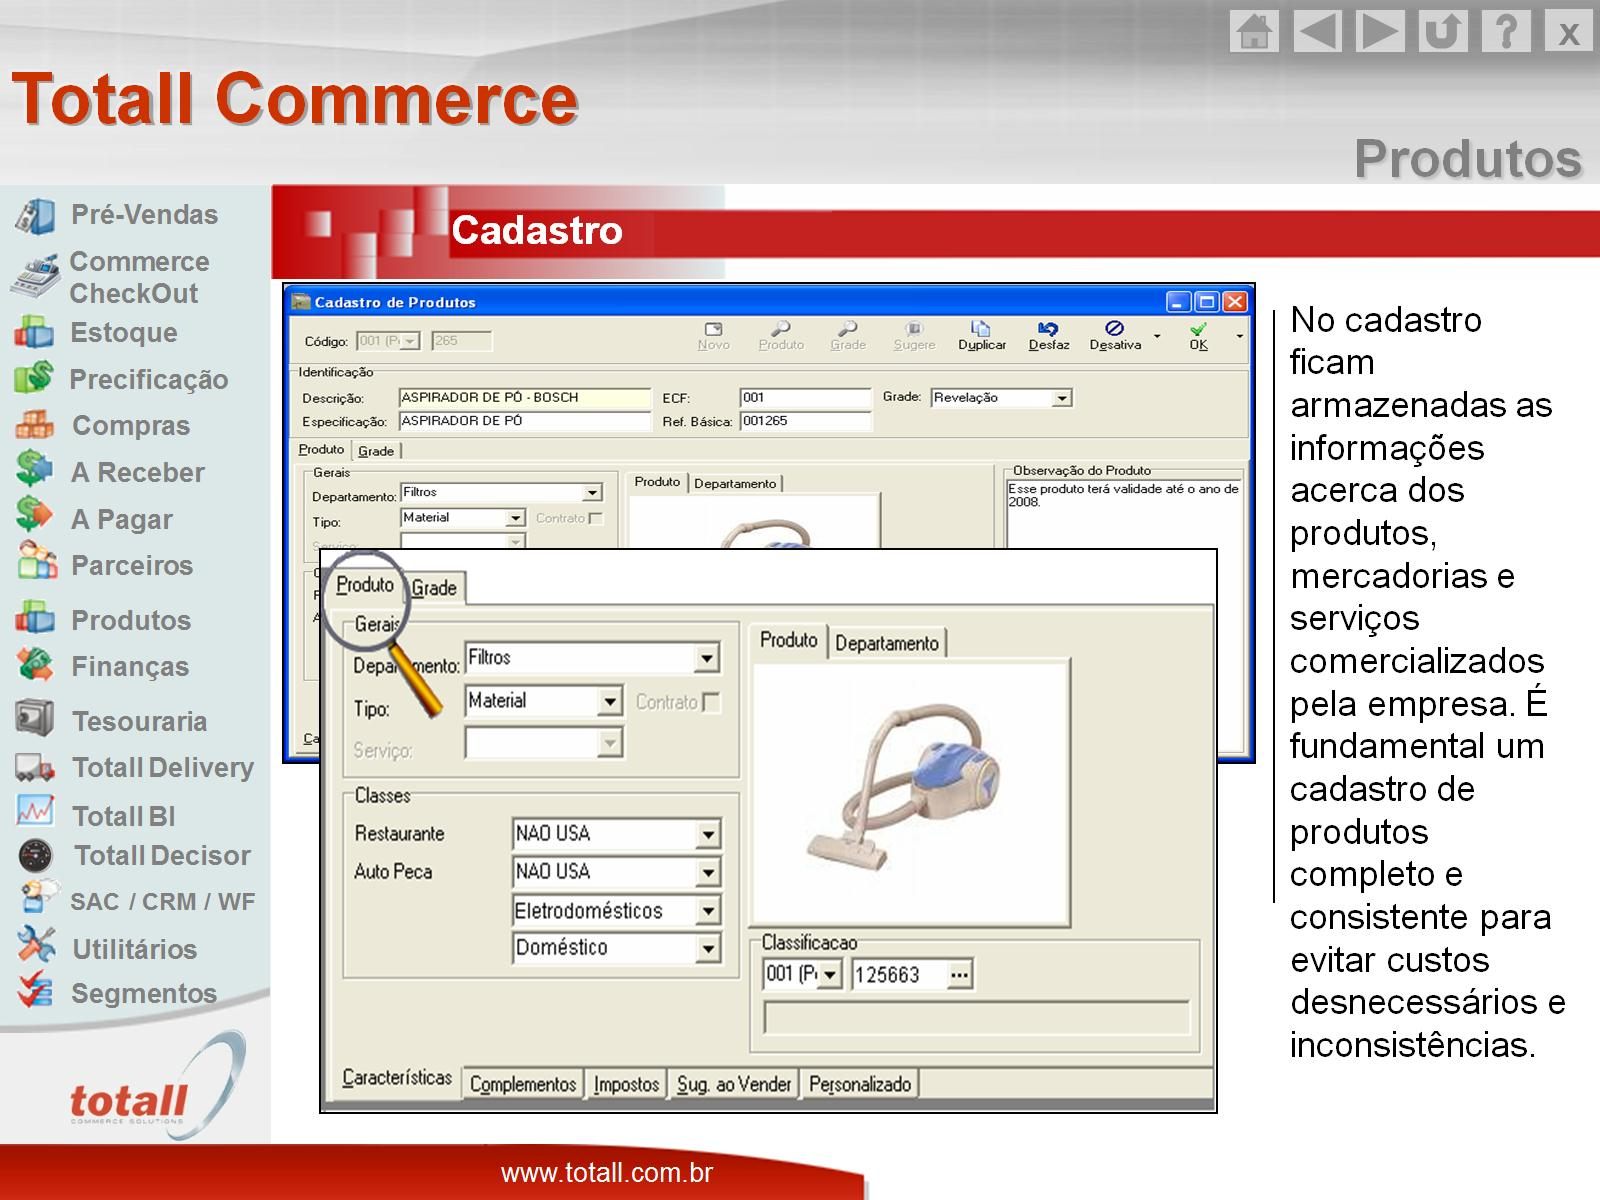 Totall Commerce
?
x
Produtos
Pré-Vendas
Commerce
CheckOut
Estoque
Precificação
Compras
A Receber
A Pagar
Parceiros
Produtos
Finanças
Tesouraria
Totall Delivery
Totall BI
Totall Decisor
SAC / CRM / WF
Utilitários
Segmentos
totall
COMMERCE SOLUTIONS
Cadastro
Cadastro de Produtos
Código: 001 (P 265
Novo Produto Grade Sugere Duplicar Desfaz Desativa OK
Identificação
Descrição: ASPIRADOR DE PÓ - BOSCH ECF: 001 Grade: Revelação
Especificação: ASPIRADOR DE PÓ Ref. Básica: 001265
Produto Grade
Gerais
Departamento: Filtros
Tipo: Material Contrato
Serviço:
Produto Departamento
Observação do Produto
Esse produto terá validade até o ano de
2008.
Ca
Produto Grade
Gerais
Departamento: Filtros
Tipo: Material Contrato
Serviço:
Classes
Restaurante NAO USA
Auto Peca NAO USA
Eletrodomésticos
Doméstico
Produto Departamento
Classificacao
001 (P 125663 ...
Características Complementos Impostos Sug. ao Vender Personalizado
No cadastro
ficam
armazenadas as
informações
acerca dos
produtos,
mercadorias e
serviços
comercializados
pela empresa. É
fundamental um
cadastro de
produtos
completo e
consistente para
evitar custos
desnecessários e
inconsistências.
www.totall.com.br